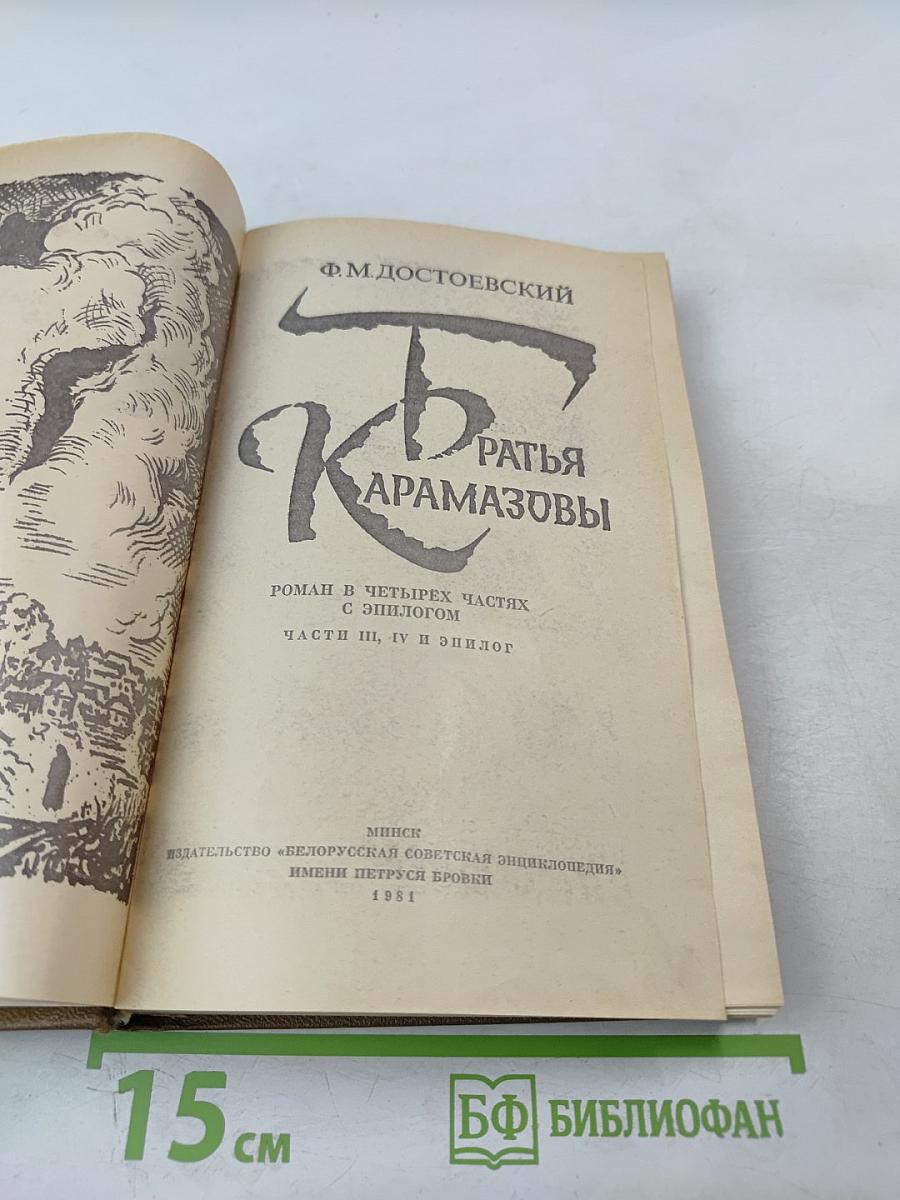 Ф.М.ДОСТОЕВСКИЙ
БРАТЬЯ
КАРАМАЗОВЫ
РОМАН В ЧЕТЫРЕХ ЧАСТЯХ
С ЭПИЛОГОМ
ЧАСТИ III, IV И ЭПИЛОГ
МИНСК
ИЗДАТЕЛЬСТВО «БЕЛОРУССКАЯ СОВЕТСКАЯ ЭНЦИКЛОПЕДИЯ»
ИМЕНИ ПЕТРУСЯ БРОВКИ
1981
15 см
БФ БИБЛИОФАН